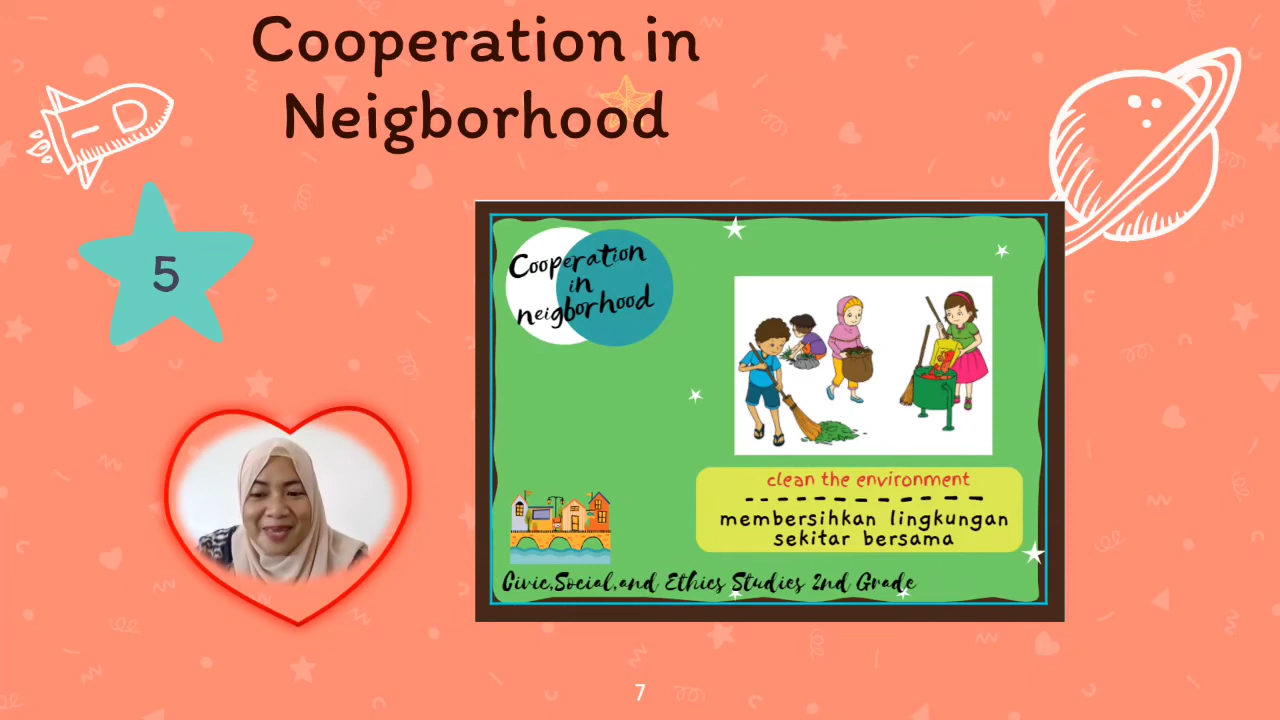 Cooperation in
Neigborhood
5
Cooperation
in
neigborhood
clean the environment
membersihkan lingkungan
sekitar bersama
Civic,Social,and Ethics Studies 2nd Grade
7